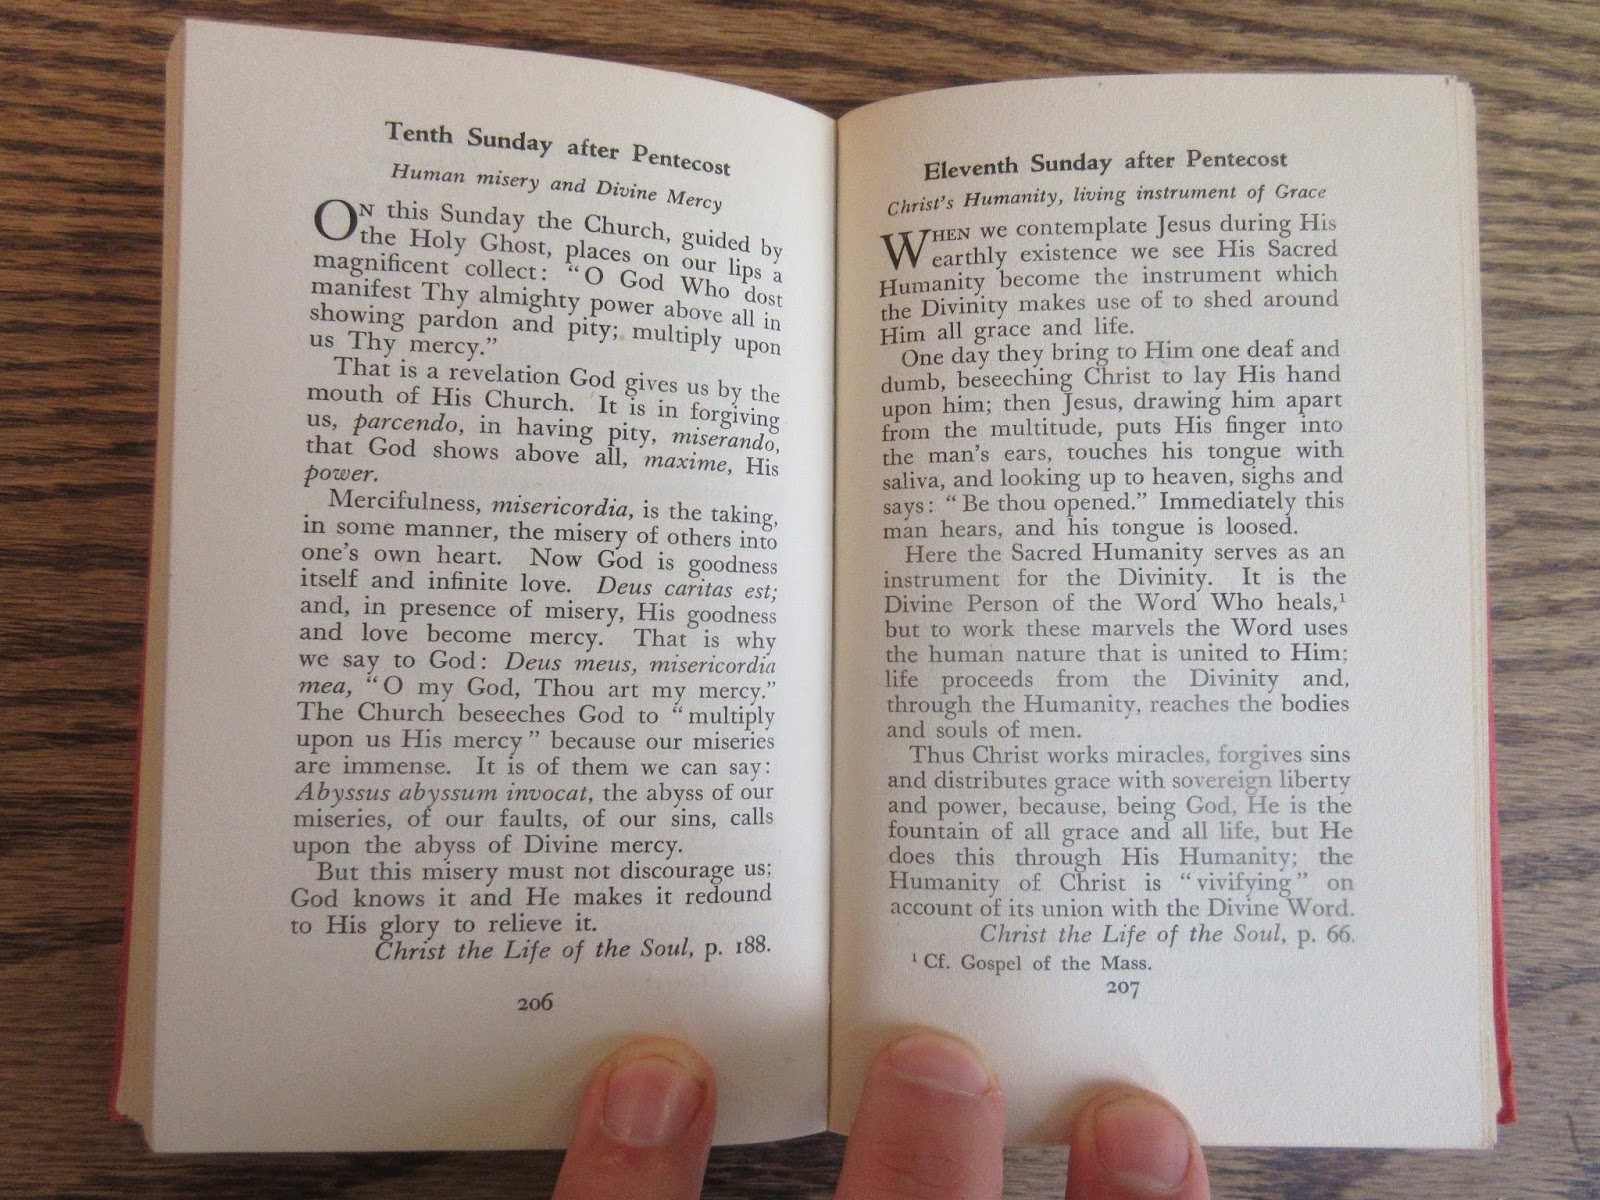 Tenth Sunday after Pentecost
Human misery and Divine Mercy
ON this Sunday the Church, guided by
the Holy Ghost, places on our lips a
magnificent collect: “O God Who dost
manifest Thy almighty power above all in
showing pardon and pity; multiply upon
us Thy mercy.”
That is a revelation God gives us by the
mouth of His Church. It is in forgiving
us, parcendo, in having pity, miserando,
that God shows above all, maxime, His
power.
Mercifulness, misericordia, is the taking,
in some manner, the misery of others into
one’s own heart. Now God is goodness
itself and infinite love. Deus caritas est;
and, in presence of misery, His goodness
and love become mercy. That is why
we say to God: Deus meus, misericordia
mea, “O my God, Thou art my mercy.”
The Church beseeches God to “multiply
upon us His mercy” because our miseries
are immense. It is of them we can say:
Abyssus abyssum invocat, the abyss of our
miseries, of our faults, of our sins, calls
upon the abyss of Divine mercy.
But this misery must not discourage us;
God knows it and He makes it redound
to His glory to relieve it.
Christ the Life of the Soul, p. 188.
206
Eleventh Sunday after Pentecost
Christ’s Humanity, living instrument of Grace
WHEN we contemplate Jesus during His
earthly existence we see His Sacred
Humanity become the instrument which
the Divinity makes use of to shed around
Him all grace and life.
One day they bring to Him one deaf and
dumb, beseeching Christ to lay His hand
upon him; then Jesus, drawing him apart
from the multitude, puts His finger into
the man’s ears, touches his tongue with
saliva, and looking up to heaven, sighs and
says: “Be thou opened.” Immediately this
man hears, and his tongue is loosed.
Here the Sacred Humanity serves as an
instrument for the Divinity. It is the
Divine Person of the Word Who heals,¹
but to work these marvels the Word uses
the human nature that is united to Him;
life proceeds from the Divinity and,
through the Humanity, reaches the bodies
and souls of men.
Thus Christ works miracles, forgives sins
and distributes grace with sovereign liberty
and power, because, being God, He is the
fountain of all grace and all life, but He
does this through His Humanity; the
Humanity of Christ is “vivifying” on
account of its union with the Divine Word.
Christ the Life of the Soul, p. 66.
¹ Cf. Gospel of the Mass.
207